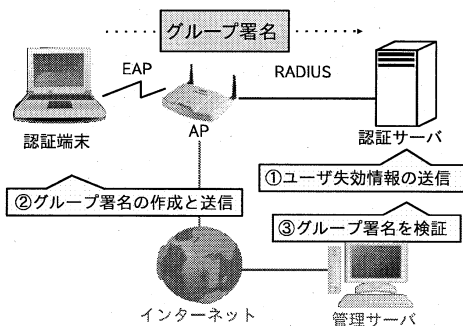 グループ署名
EAP
RADIUS
AP
認証端末
認証サーバ
①ユーザ失効情報の送信
②グループ署名の作成と送信
③グループ署名を検証
インターネット
管理サーバ